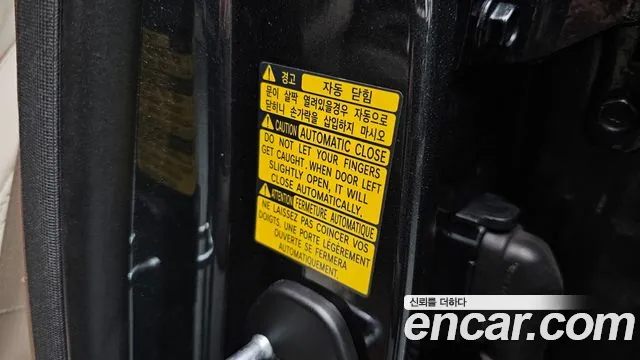 경고 자동 닫힘
문이 살짝 열려있을경우 자동으로
닫히니 손가락을 삽입하지 마시오
CAUTION AUTOMATIC CLOSE
DO NOT LET YOUR FINGERS
GET CAUGHT. WHEN DOOR LEFT
SLIGHTLY OPEN, IT WILL
CLOSE AUTOMATICALLY.
ATTENTION FERMETURE AUTOMATIQUE
NE LAISSEZ PAS COINCER VOS
DOIGTS. UNE PORTE LÉGÈREMENT
OUVERTE SE FERMERA
AUTOMATIQUEMENT.
신뢰를 더하다
encar.com